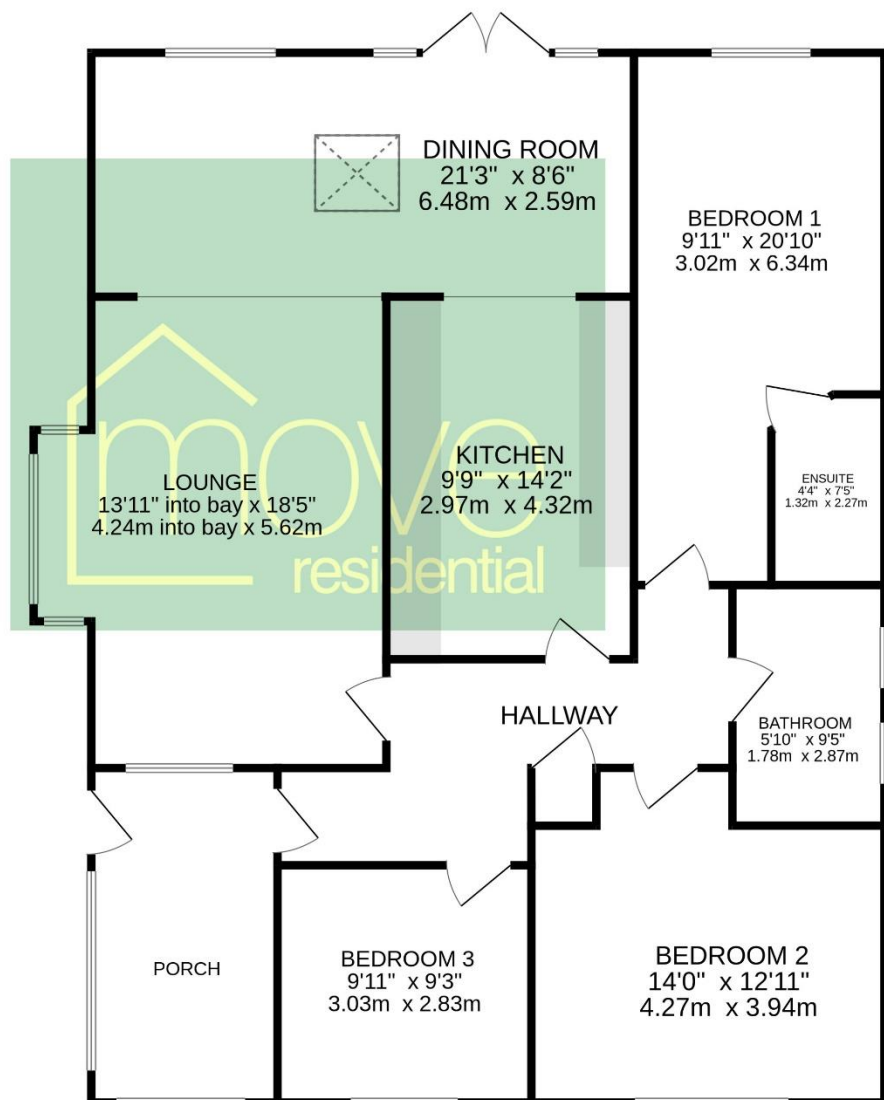 DINING ROOM
21'3" x 8'6"
6.48m x 2.59m
BEDROOM 1
9'11" x 20'10"
3.02m x 6.34m
move
residential
LOUNGE
13'11" into bay x 18'5"
4.24m into bay x 5.62m
KITCHEN
9'9" x 14'2"
2.97m x 4.32m
ENSUITE
4'4" x 7'5"
1.32m x 2.27m
HALLWAY
BATHROOM
5'10" x 9'5"
1.78m x 2.87m
PORCH
BEDROOM 3
9'11" x 9'3"
3.03m x 2.83m
BEDROOM 2
14'0" x 12'11"
4.27m x 3.94m